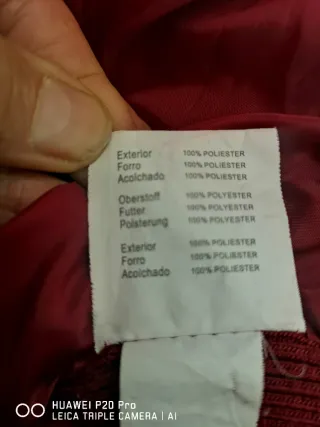 Exterior 100% POLIESTER
Forro 100% POLIESTER
Acolchado 100% POLIESTER
Oberstoff 100% POLYESTER
Futter 100% POLYESTER
Polsterung 100% POLYESTER
Exterior 100% POLIESTER
Forro 100% POLIESTER
Acolchado 100% POLIESTER
HUAWEI P20 Pro
LEICA TRIPLE CAMERA | AI